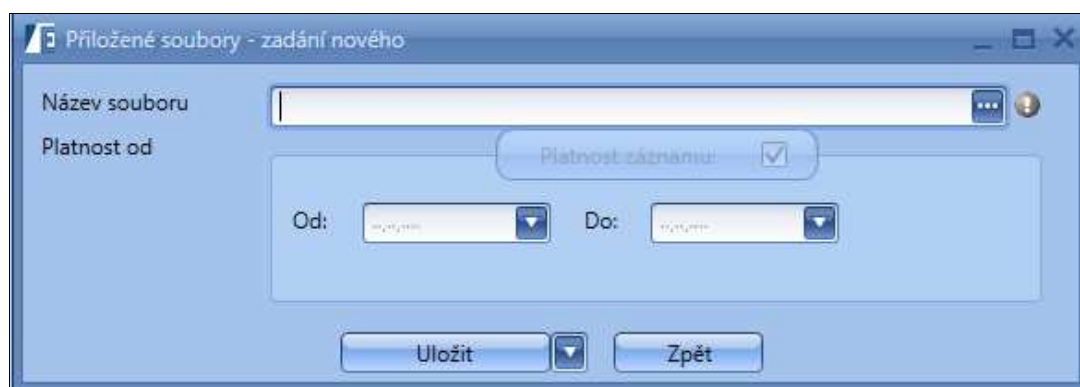 Přiložené soubory - zadání nového
Název souboru
Platnost od
Platnost záznamu:
Od:
Do:
Uložit
Zpět